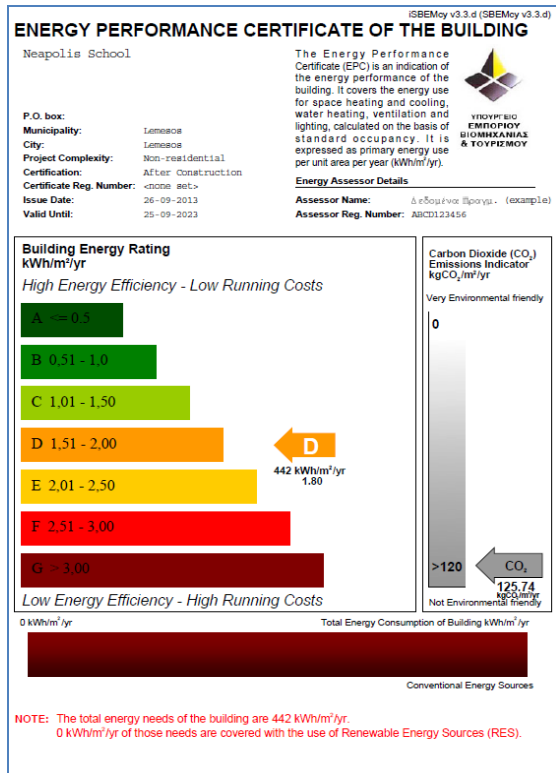 iSBEMcy v3.3.d (SBEMcy v3.3.d)
ENERGY PERFORMANCE CERTIFICATE OF THE BUILDING
Neapolis School
The Energy Performance
Certificate (EPC) is an indication of
the energy performance of the
building. It covers the energy use
for space heating and cooling,
water heating, ventilation and
lighting, calculated on the basis of
standard occupancy. It is
expressed as primary energy use
per unit area per year (kWh/m²/yr).
ΥΠΟΥΡΓΕΙΟ
ΕΜΠΟΡΙΟΥ
ΒΙΟΜΗΧΑΝΙΑΣ
& ΤΟΥΡΙΣΜΟΥ
P.O. box:
Municipality: Lemesos
City: Lemesos
Project Complexity: Non-residential
Certification: After Construction
Certificate Reg. Number: <none set>
Issue Date: 26-09-2013
Valid Until: 25-09-2023
Energy Assessor Details
Assessor Name: Δεδομένα Πραγμ. (example)
Assessor Reg. Number: ABCD123456
Building Energy Rating
kWh/m²/yr
High Energy Efficiency - Low Running Costs
A <= 0.5
B 0,51 - 1,0
C 1,01 - 1,50
D 1,51 - 2,00
E 2,01 - 2,50
F 2,51 - 3,00
G > 3,00
D
442 kWh/m²/yr
1.80
Low Energy Efficiency - High Running Costs
Carbon Dioxide (CO₂)
Emissions Indicator
kgCO₂/m²/yr
Very Environmental friendly
0
>120
CO₂
125.74
kgCO₂/m²/yr
Not Environmental friendly
0 kWh/m²/yr
Total Energy Consumption of Building kWh/m²/yr
Conventional Energy Sources
NOTE: The total energy needs of the building are 442 kWh/m²/yr.
0 kWh/m²/yr of those needs are covered with the use of Renewable Energy Sources (RES).